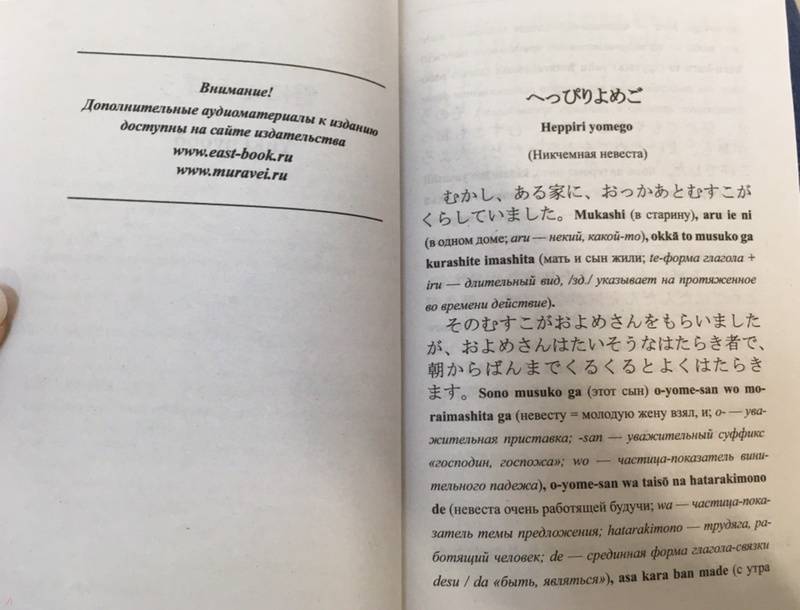 Внимание!
Дополнительные аудиоматериалы к изданию
доступны на сайте издательства
www.east-book.ru
www.muravei.ru
へっぴりよめご
Heppiri yomego
(Никчемная невеста)
むかし、ある家に、おっかあとむすこが
くらしていました。Mukashi (в старину), aru ie ni
(в одном доме; aru — некий, какой-то), okkā to musuko ga
kurashite imashita (мать и сын жили; te-форма глагола +
iru — длительный вид, /зд./ указывает на протяженное
во времени действие).
そのむすこがおよめさんをもらいました
が、およめさんはたいそうなはたらき者で、
朝からばんまでくるくるとよくはたらき
ます。Sono musuko ga (этот сын) o-yome-san wo mo-
raimashita ga (невесту = молодую жену взял, и; o- — ува-
жительная приставка; -san — уважительный суффикс
«господин, госпожа»; wo — частица-показатель вини-
тельного падежа), o-yome-san wa taisō na hatarakimono
de (невеста очень работящей будучи; wa — частица-пока-
затель темы предложения; hatarakimono — трудяга, ра-
ботящий человек; de — срединная форма глагола-связки
desu / da «быть, являться»), asa kara ban made (с утра